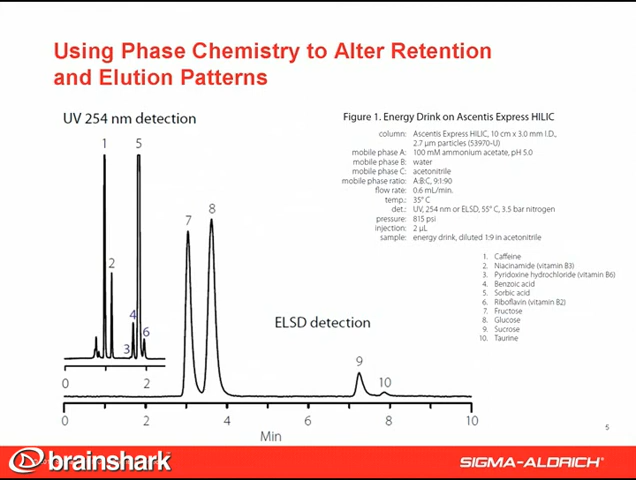 Using Phase Chemistry to Alter Retention
and Elution Patterns
UV 254 nm detection
1 5
2
4
3 6
0 2
7 8
ELSD detection
9 10
0 2 4 6 8 10
Min
Figure 1. Energy Drink on Ascentis Express HILIC
column: Ascentis Express HILIC, 10 cm x 3.0 mm I.D.,
2.7 μm particles (53970-U)
mobile phase A: 100 mM ammonium acetate, pH 5.0
mobile phase B: water
mobile phase C: acetonitrile
mobile phase ratio: A:B:C, 9:1:90
flow rate: 0.6 mL/min.
temp.: 35° C
det.: UV, 254 nm or ELSD, 55° C, 3.5 bar nitrogen
pressure: 815 psi
injection: 2 μL
sample: energy drink, diluted 1:9 in acetonitrile
1. Caffeine
2. Niacinamide (vitamin B3)
3. Pyridoxine hydrochloride (vitamin B6)
4. Benzoic acid
5. Sorbic acid
6. Riboflavin (vitamin B2)
7. Fructose
8. Glucose
9. Sucrose
10. Taurine
5
brainshark
SIGMA-ALDRICH®